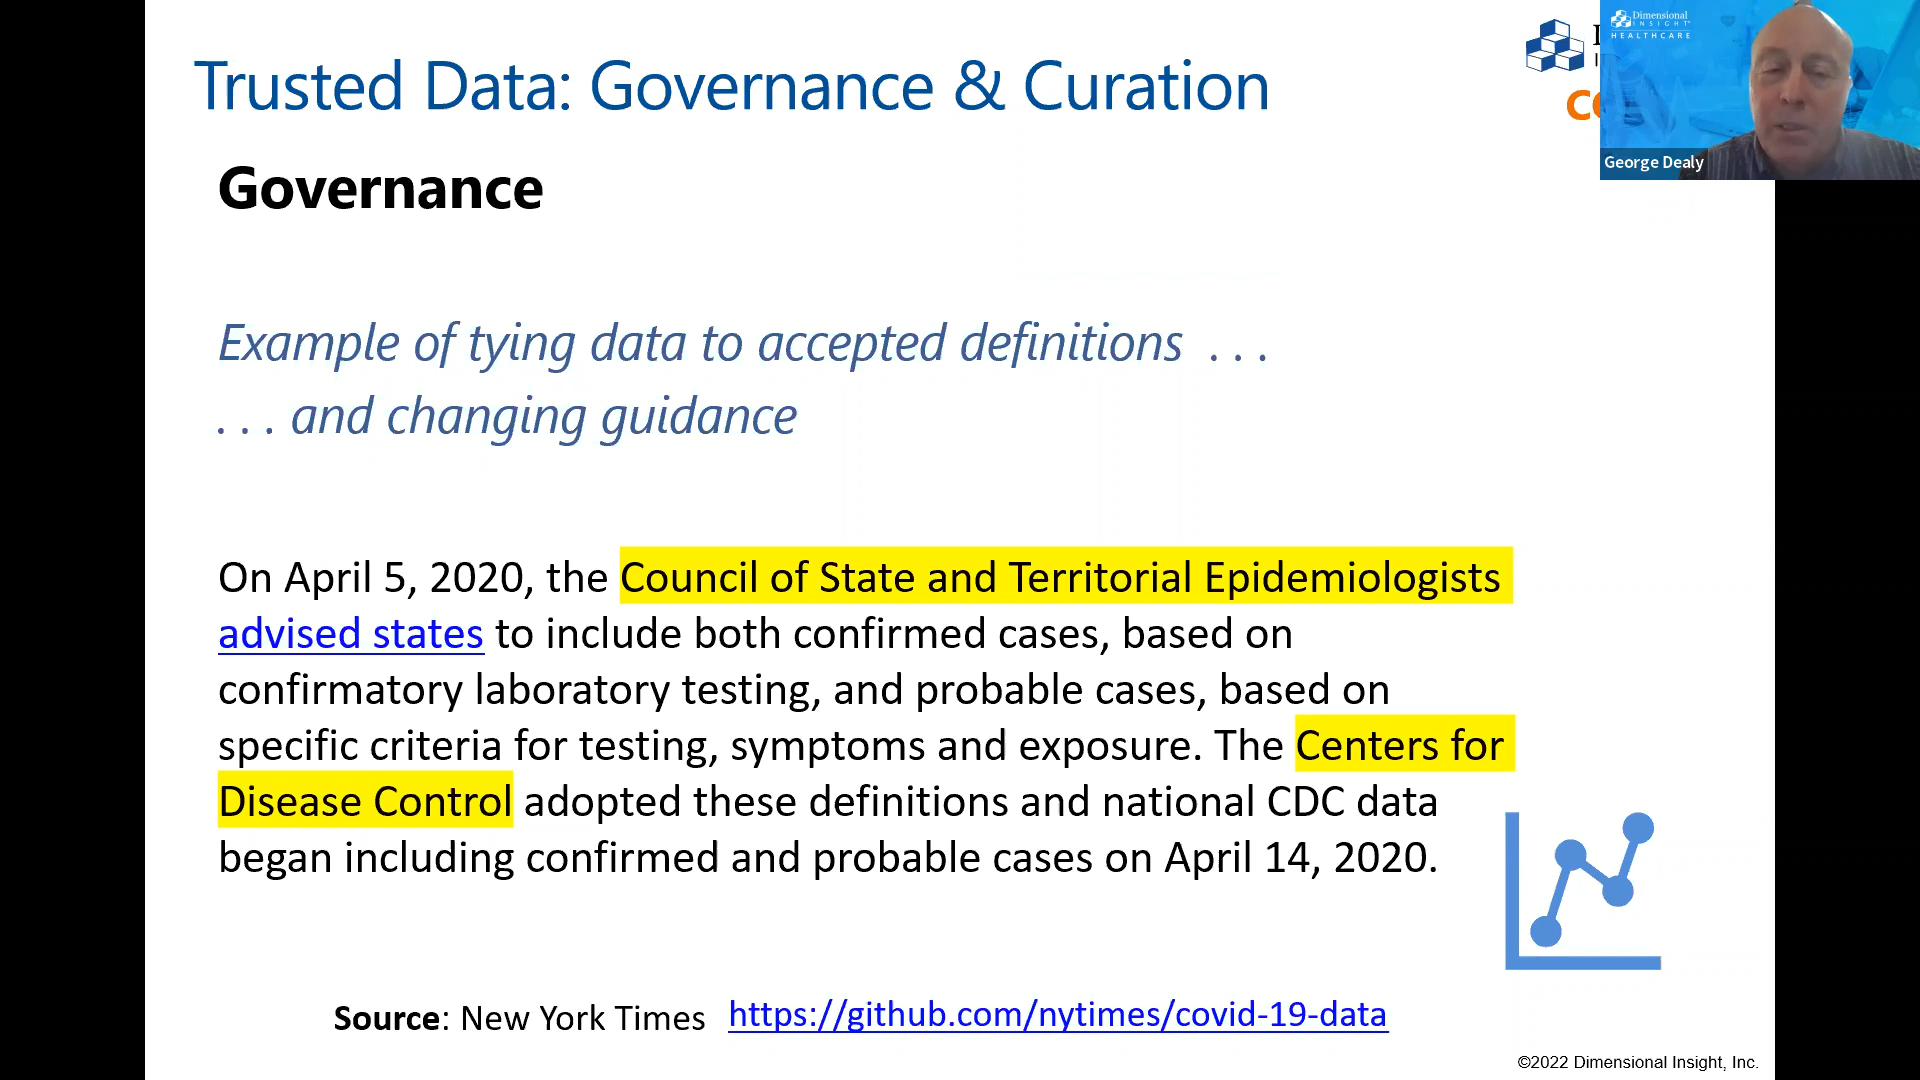 Trusted Data: Governance & Curation
Dimensional
INSIGHT
HEALTHCARE
George Dealy
Governance
Example of tying data to accepted definitions . . .
. . . and changing guidance
On April 5, 2020, the Council of State and Territorial Epidemiologists
advised states to include both confirmed cases, based on
confirmatory laboratory testing, and probable cases, based on
specific criteria for testing, symptoms and exposure. The Centers for
Disease Control adopted these definitions and national CDC data
began including confirmed and probable cases on April 14, 2020.
Source: New York Times https://github.com/nytimes/covid-19-data
©2022 Dimensional Insight, Inc.